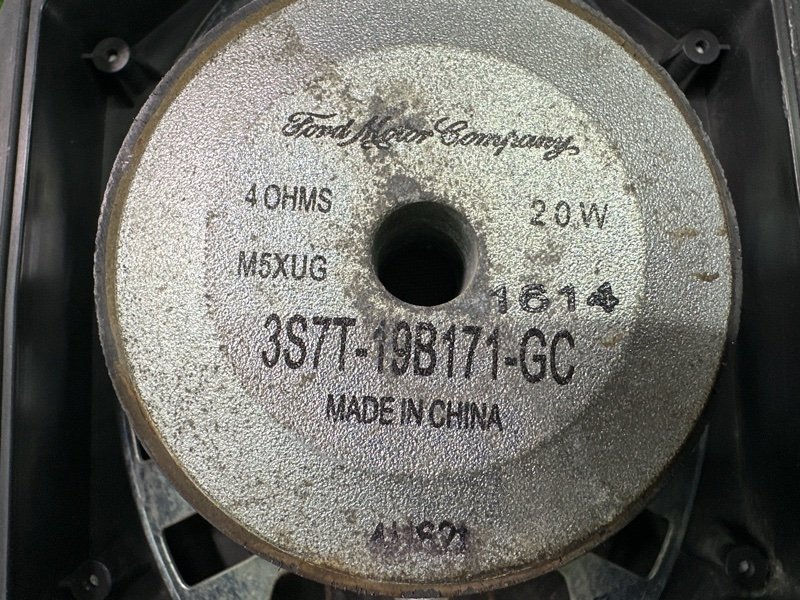 Ford Motor Company
4 OHMS 20W
M5XUG
1614
3S7T-19B171-GC
MADE IN CHINA